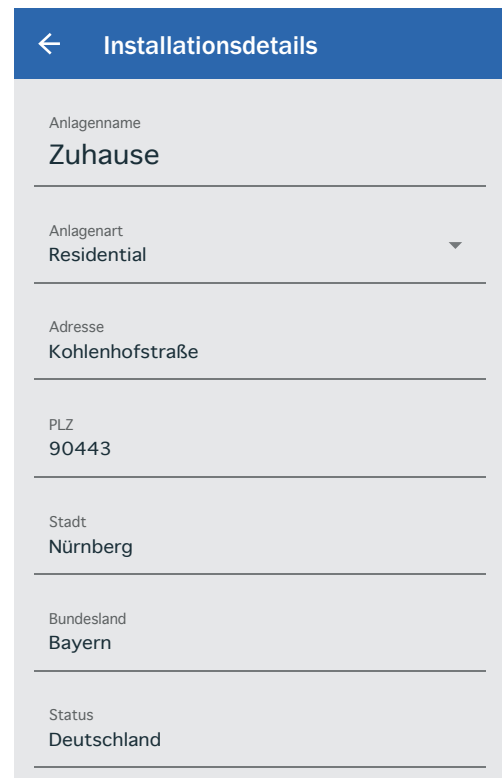 Installationsdetails
Anlagenname
Zuhause
Anlagenart
Residential
Adresse
Kohlenhofstraße
PLZ
90443
Stadt
Nürnberg
Bundesland
Bayern
Status
Deutschland